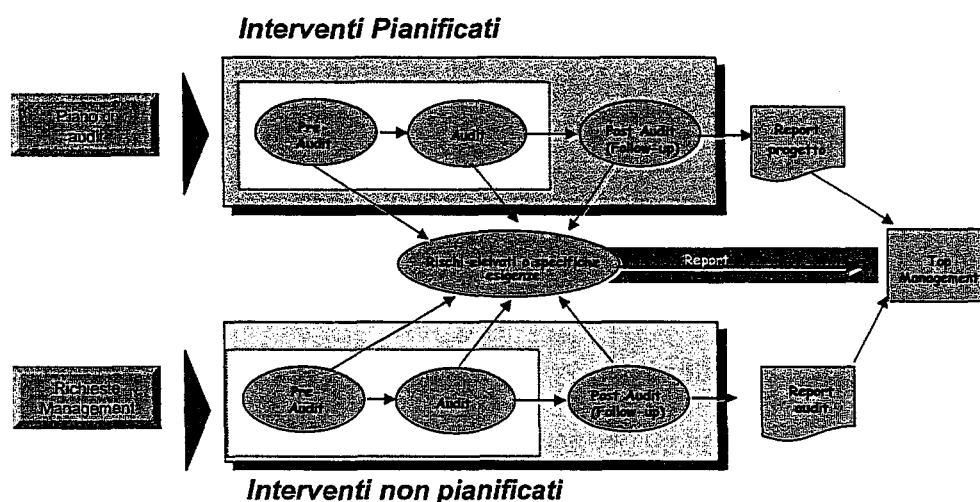 Interventi Pianificati
Piano di
audit
Pre
Audit
Audit
Post Audit
(Follow-up)
Report
progetto
Rischi elevati o specifiche
esigenze
Report
Top
Management
Richieste
Management
Pre
Audit
Audit
Post Audit
(Follow-up)
Report
audit
Interventi non pianificati